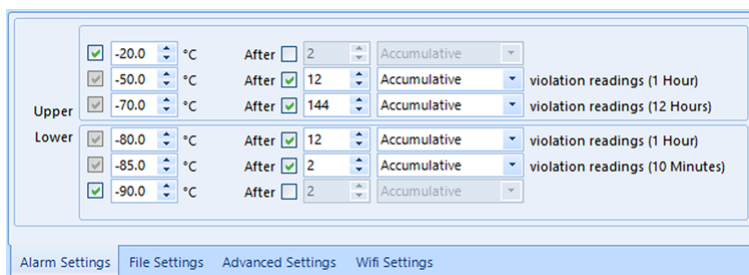 -20.0 °C After 2 Accumulative
-50.0 °C After 12 Accumulative violation readings (1 Hour)
Upper -70.0 °C After 144 Accumulative violation readings (12 Hours)
Lower -80.0 °C After 12 Accumulative violation readings (1 Hour)
-85.0 °C After 2 Accumulative violation readings (10 Minutes)
-90.0 °C After 2 Accumulative
Alarm Settings File Settings Advanced Settings Wifi Settings